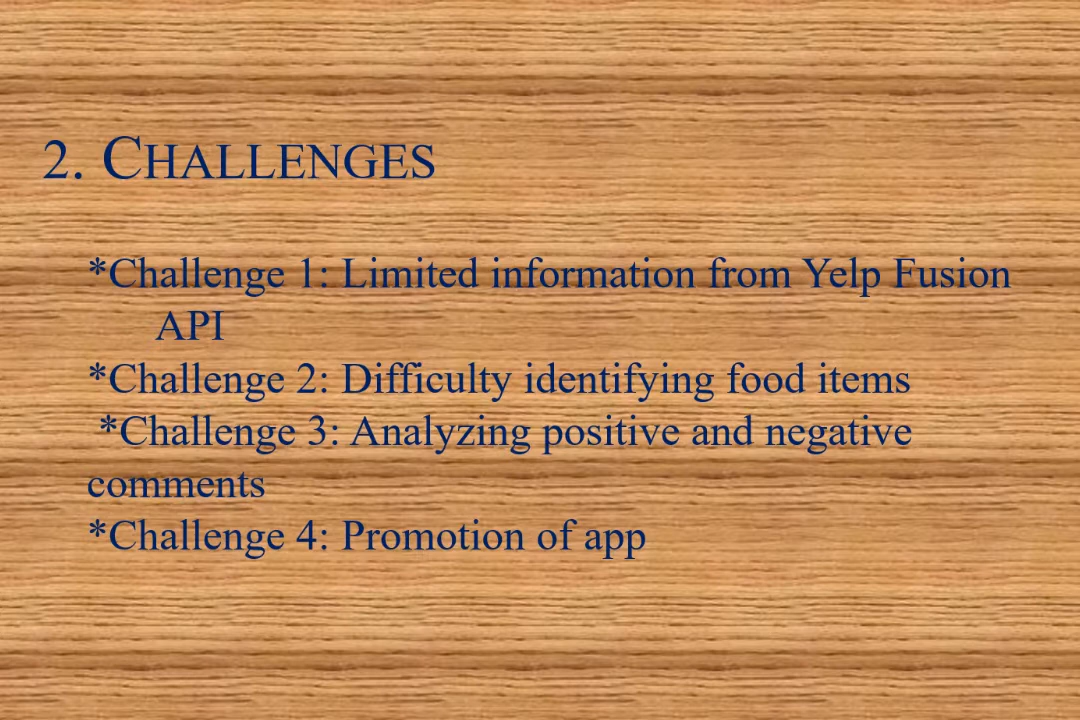 2. CHALLENGES
*Challenge 1: Limited information from Yelp Fusion
API
*Challenge 2: Difficulty identifying food items
*Challenge 3: Analyzing positive and negative
comments
*Challenge 4: Promotion of app